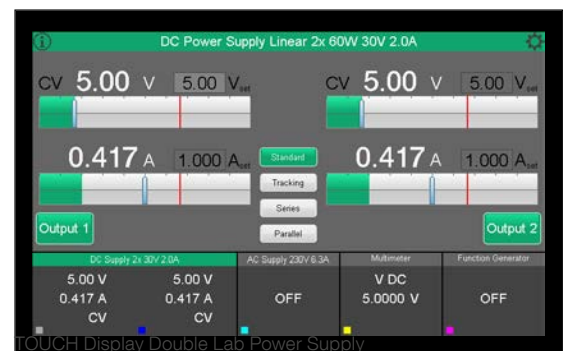 DC Power Supply Linear 2x 60W 30V 2.0A
CV 5.00 V 5.00 Vset
CV 5.00 V 5.00 Vset
0.417 A 1.000 Aset
0.417 A 1.000 Aset
Standard
Tracking
Series
Parallel
Output 1
Output 2
DC Supply 2x 30V 2.0A
5.00 V 5.00 V
0.417 A 0.417 A
CV CV
AC Supply 230V 6.3A
OFF
Multimeter
V DC
5.0000 V
Function Generator
OFF
TOUCH Display Double Lab Power Supply